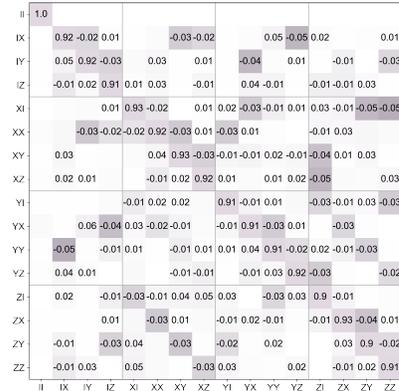 II 1.0
IX 0.92 -0.02 0.01 -0.03 -0.02 0.05 -0.05 0.02 0.01
IY 0.05 0.92 -0.03 0.03 0.01 -0.04 0.01 -0.01 -0.03
IZ -0.01 0.02 0.91 0.01 0.03 -0.01 0.04 -0.01 -0.01 -0.01 0.03
XI 0.01 0.93 -0.02 0.01 0.02 -0.03 -0.01 0.01 0.03 -0.01 -0.05 -0.05
XX -0.03 -0.02 -0.02 0.92 -0.03 0.01 -0.03 0.01 -0.01 0.03
XY 0.03 0.04 0.93 -0.03 -0.01 -0.01 0.02 -0.01 -0.04 0.01 0.03
XZ 0.02 0.01 -0.01 0.02 0.92 0.01 0.01 0.02 -0.05 0.03
YI -0.01 0.02 0.02 0.91 -0.01 0.01 -0.03 -0.01 0.03 -0.03
YX 0.06 -0.04 0.03 -0.02 -0.01 -0.01 0.91 -0.03 0.01 -0.03
YY -0.05 -0.01 0.01 -0.01 0.01 0.01 0.04 0.91 -0.02 0.02 -0.01 -0.03
YZ 0.04 0.01 -0.01 -0.01 -0.01 0.03 0.92 -0.03 -0.02
ZI 0.02 -0.01 -0.03 -0.01 0.04 0.05 0.03 -0.03 0.03 0.9 -0.01
ZX 0.01 -0.03 0.01 -0.01 0.02 -0.01 -0.01 0.93 -0.04 0.01
ZY -0.01 -0.03 0.04 -0.03 -0.02 0.02 0.03 0.9 -0.02
ZZ -0.01 0.03 0.05 -0.03 0.03 0.02 -0.01 0.02 0.91
II IX IY IZ XI XX XY XZ YI YX YY YZ ZI ZX ZY ZZ